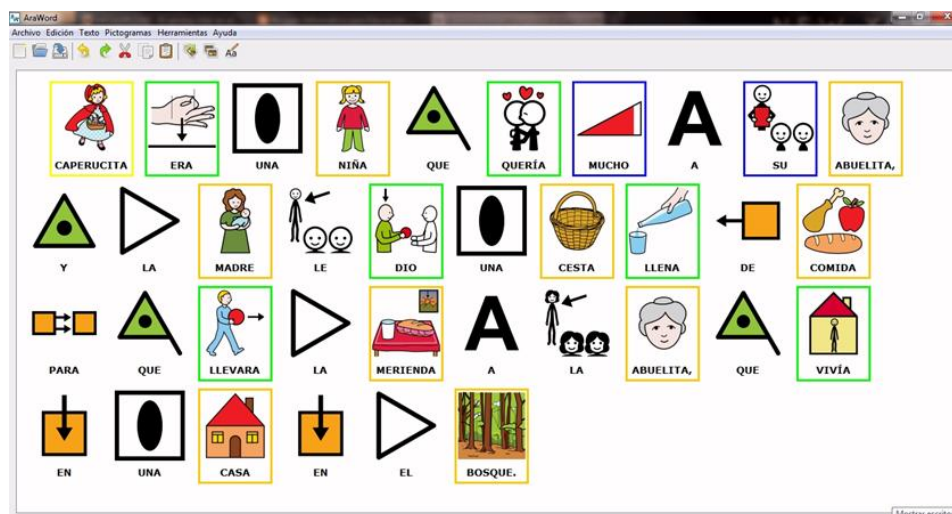 AraWord
Archivo Edición Texto Pictogramas Herramientas Ayuda
CAPERUCITA ERA UNA NIÑA QUE QUERÍA MUCHO A SU ABUELITA,
Y LA MADRE LE DIO UNA CESTA LLENA DE COMIDA
PARA QUE LLEVARA LA MERIENDA A LA ABUELITA, QUE VIVÍA
EN UNA CASA EN EL BOSQUE.